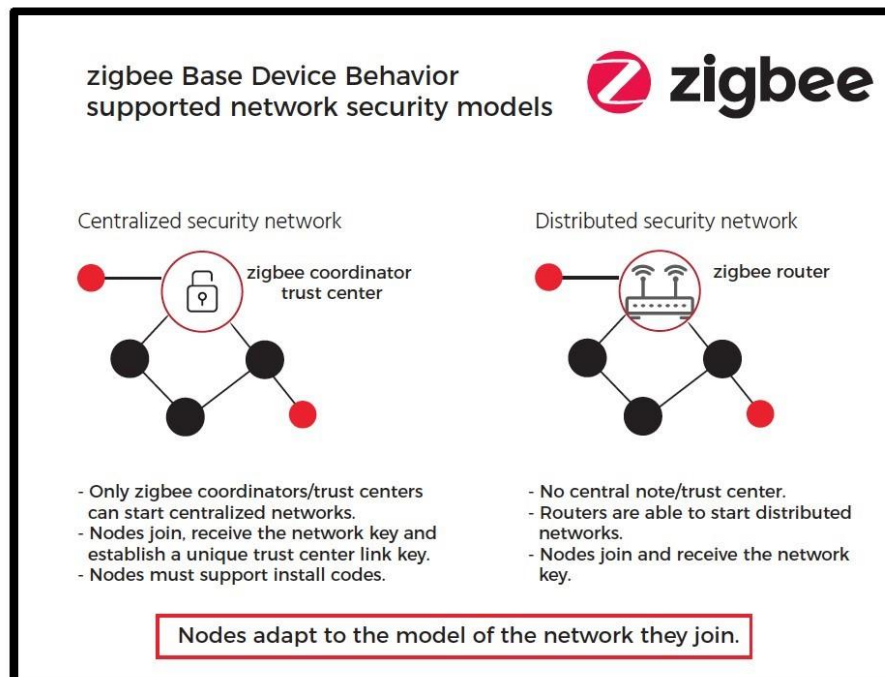 zigbee Base Device Behavior
supported network security models
zigbee
Centralized security network
zigbee coordinator
trust center
- Only zigbee coordinators/trust centers
can start centralized networks.
- Nodes join, receive the network key and
establish a unique trust center link key.
- Nodes must support install codes.
Distributed security network
zigbee router
- No central note/trust center.
- Routers are able to start distributed
networks.
- Nodes join and receive the network
key.
Nodes adapt to the model of the network they join.